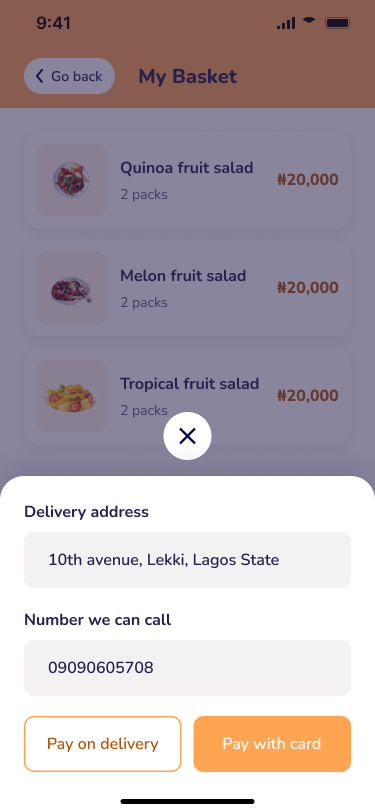 9:41
Go back
My Basket
Quinoa fruit salad
2 packs
₦20,000
Melon fruit salad
2 packs
₦20,000
Tropical fruit salad
2 packs
₦20,000
Delivery address
10th avenue, Lekki, Lagos State
Number we can call
09090605708
Pay on delivery
Pay with card